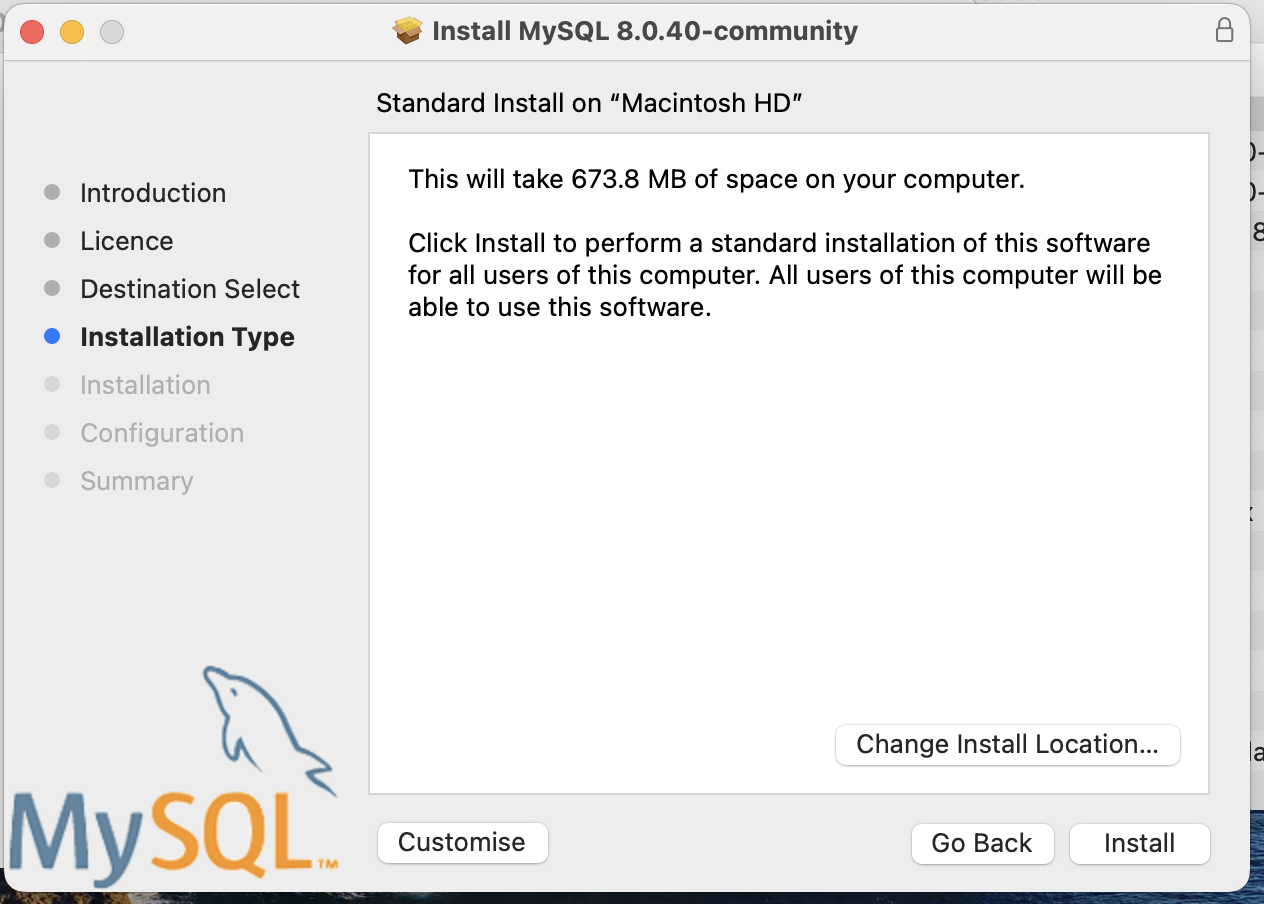 Install MySQL 8.0.40-community
Standard Install on “Macintosh HD”
Introduction
Licence
Destination Select
Installation Type
Installation
Configuration
Summary
This will take 673.8 MB of space on your computer.
Click Install to perform a standard installation of this software
for all users of this computer. All users of this computer will be
able to use this software.
Change Install Location...
MySQL™
Customise
Go Back
Install